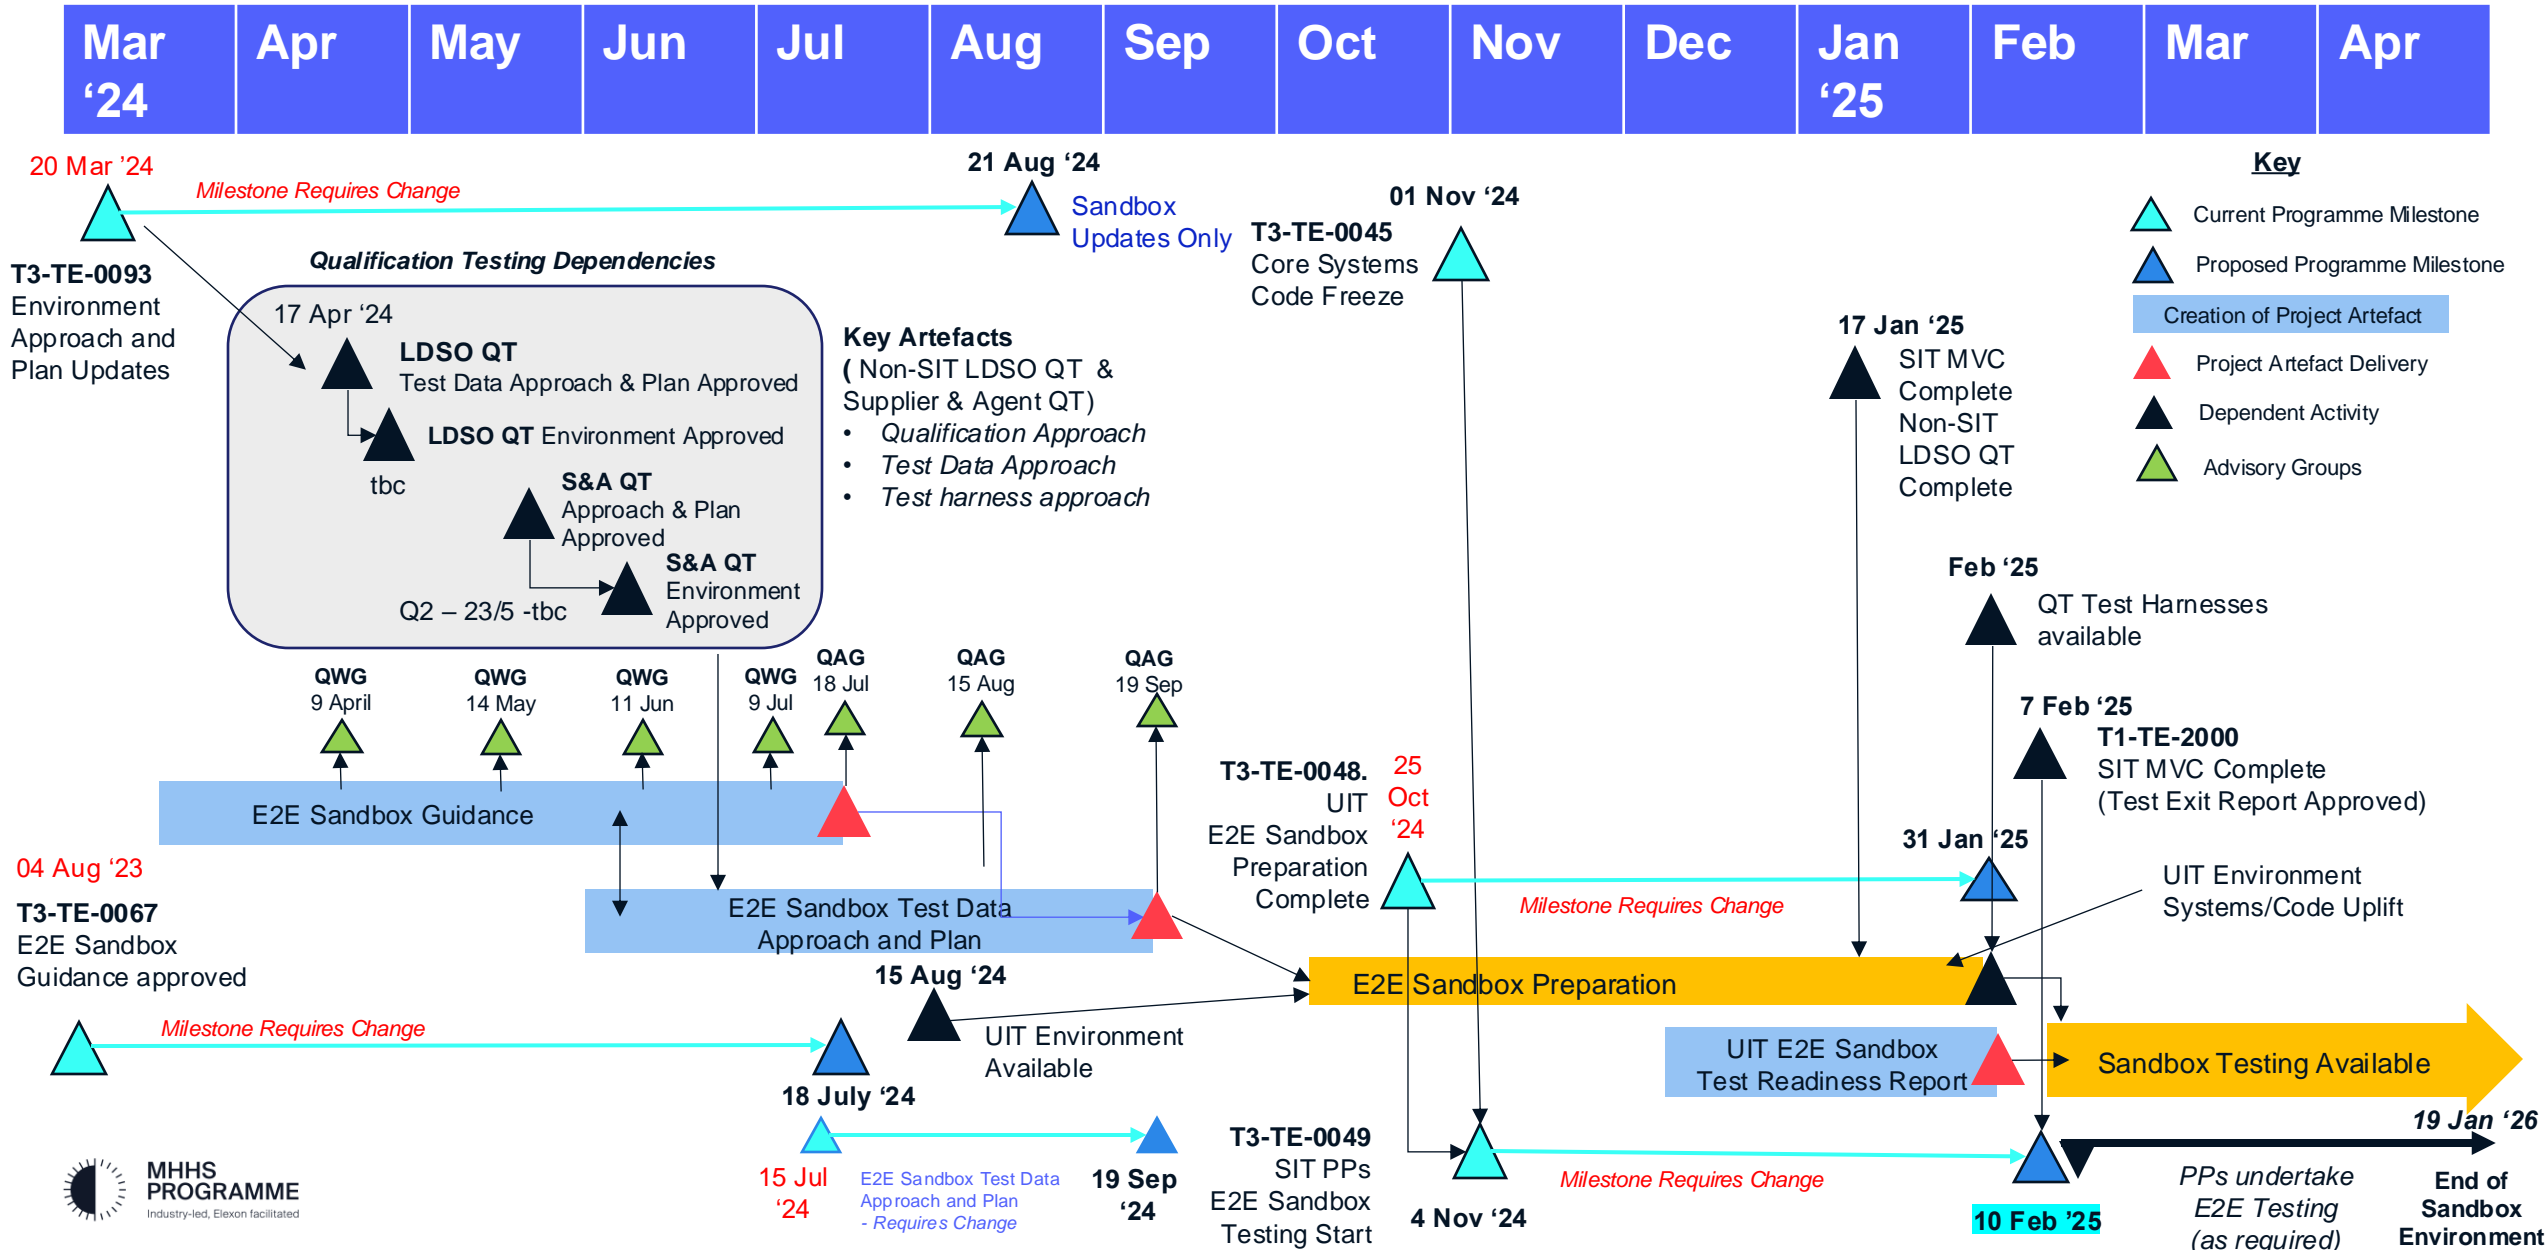 Mar ‘24
Apr
May
Jun
Jul
Aug
Sep
Oct
Nov
Dec
Jan ‘25
Feb
Mar
Apr
20 Mar ’24
Milestone Requires Change
21 Aug ‘24
Sandbox
Updates Only
T3-TE-0093
Environment
Approach and
Plan Updates
Qualification Testing Dependencies
17 Apr ‘24
LDSO QT
Test Data Approach & Plan Approved
LDSO QT Environment Approved
tbc
S&A QT
Approach & Plan
Approved
S&A QT
Environment
Approved
Q2 – 23/5 -tbc
Key Artefacts
( Non-SIT LDSO QT &
Supplier & Agent QT)
• Qualification Approach
• Test Data Approach
• Test harness approach
01 Nov ‘24
T3-TE-0045
Core Systems
Code Freeze
17 Jan ‘25
SIT MVC
Complete
Non-SIT
LDSO QT
Complete
Key
Current Programme Milestone
Proposed Programme Milestone
Creation of Project Artefact
Project Artefact Delivery
Dependent Activity
Advisory Groups
Feb ‘25
QT Test Harnesses
available
7 Feb ‘25
T1-TE-2000
SIT MVC Complete
(Test Exit Report Approved)
QWG
9 April
QWG
14 May
QWG
11 Jun
QWG
9 Jul
QAG
18 Jul
QAG
15 Aug
QAG
19 Sep
E2E Sandbox Guidance
04 Aug ‘23
T3-TE-0067
E2E Sandbox
Guidance approved
E2E Sandbox Test Data
Approach and Plan
T3-TE-0048.
UIT
E2E Sandbox
Preparation
Complete
25
Oct
‘24
Milestone Requires Change
31 Jan ‘25
UIT Environment
Systems/Code Uplift
15 Aug ‘24
UIT Environment
Available
E2E Sandbox Preparation
Milestone Requires Change
18 July ‘24
UIT E2E Sandbox
Test Readiness Report
Sandbox Testing Available
15 Jul
‘24
E2E Sandbox Test Data
Approach and Plan
- Requires Change
19 Sep
‘24
T3-TE-0049
SIT PPs
E2E Sandbox
Testing Start
4 Nov ‘24
Milestone Requires Change
10 Feb ’25
19 Jan ‘26
PPs undertake
E2E Testing
(as required)
End of
Sandbox
Environment
MHHS
PROGRAMME
Industry-led, Elexon facilitated